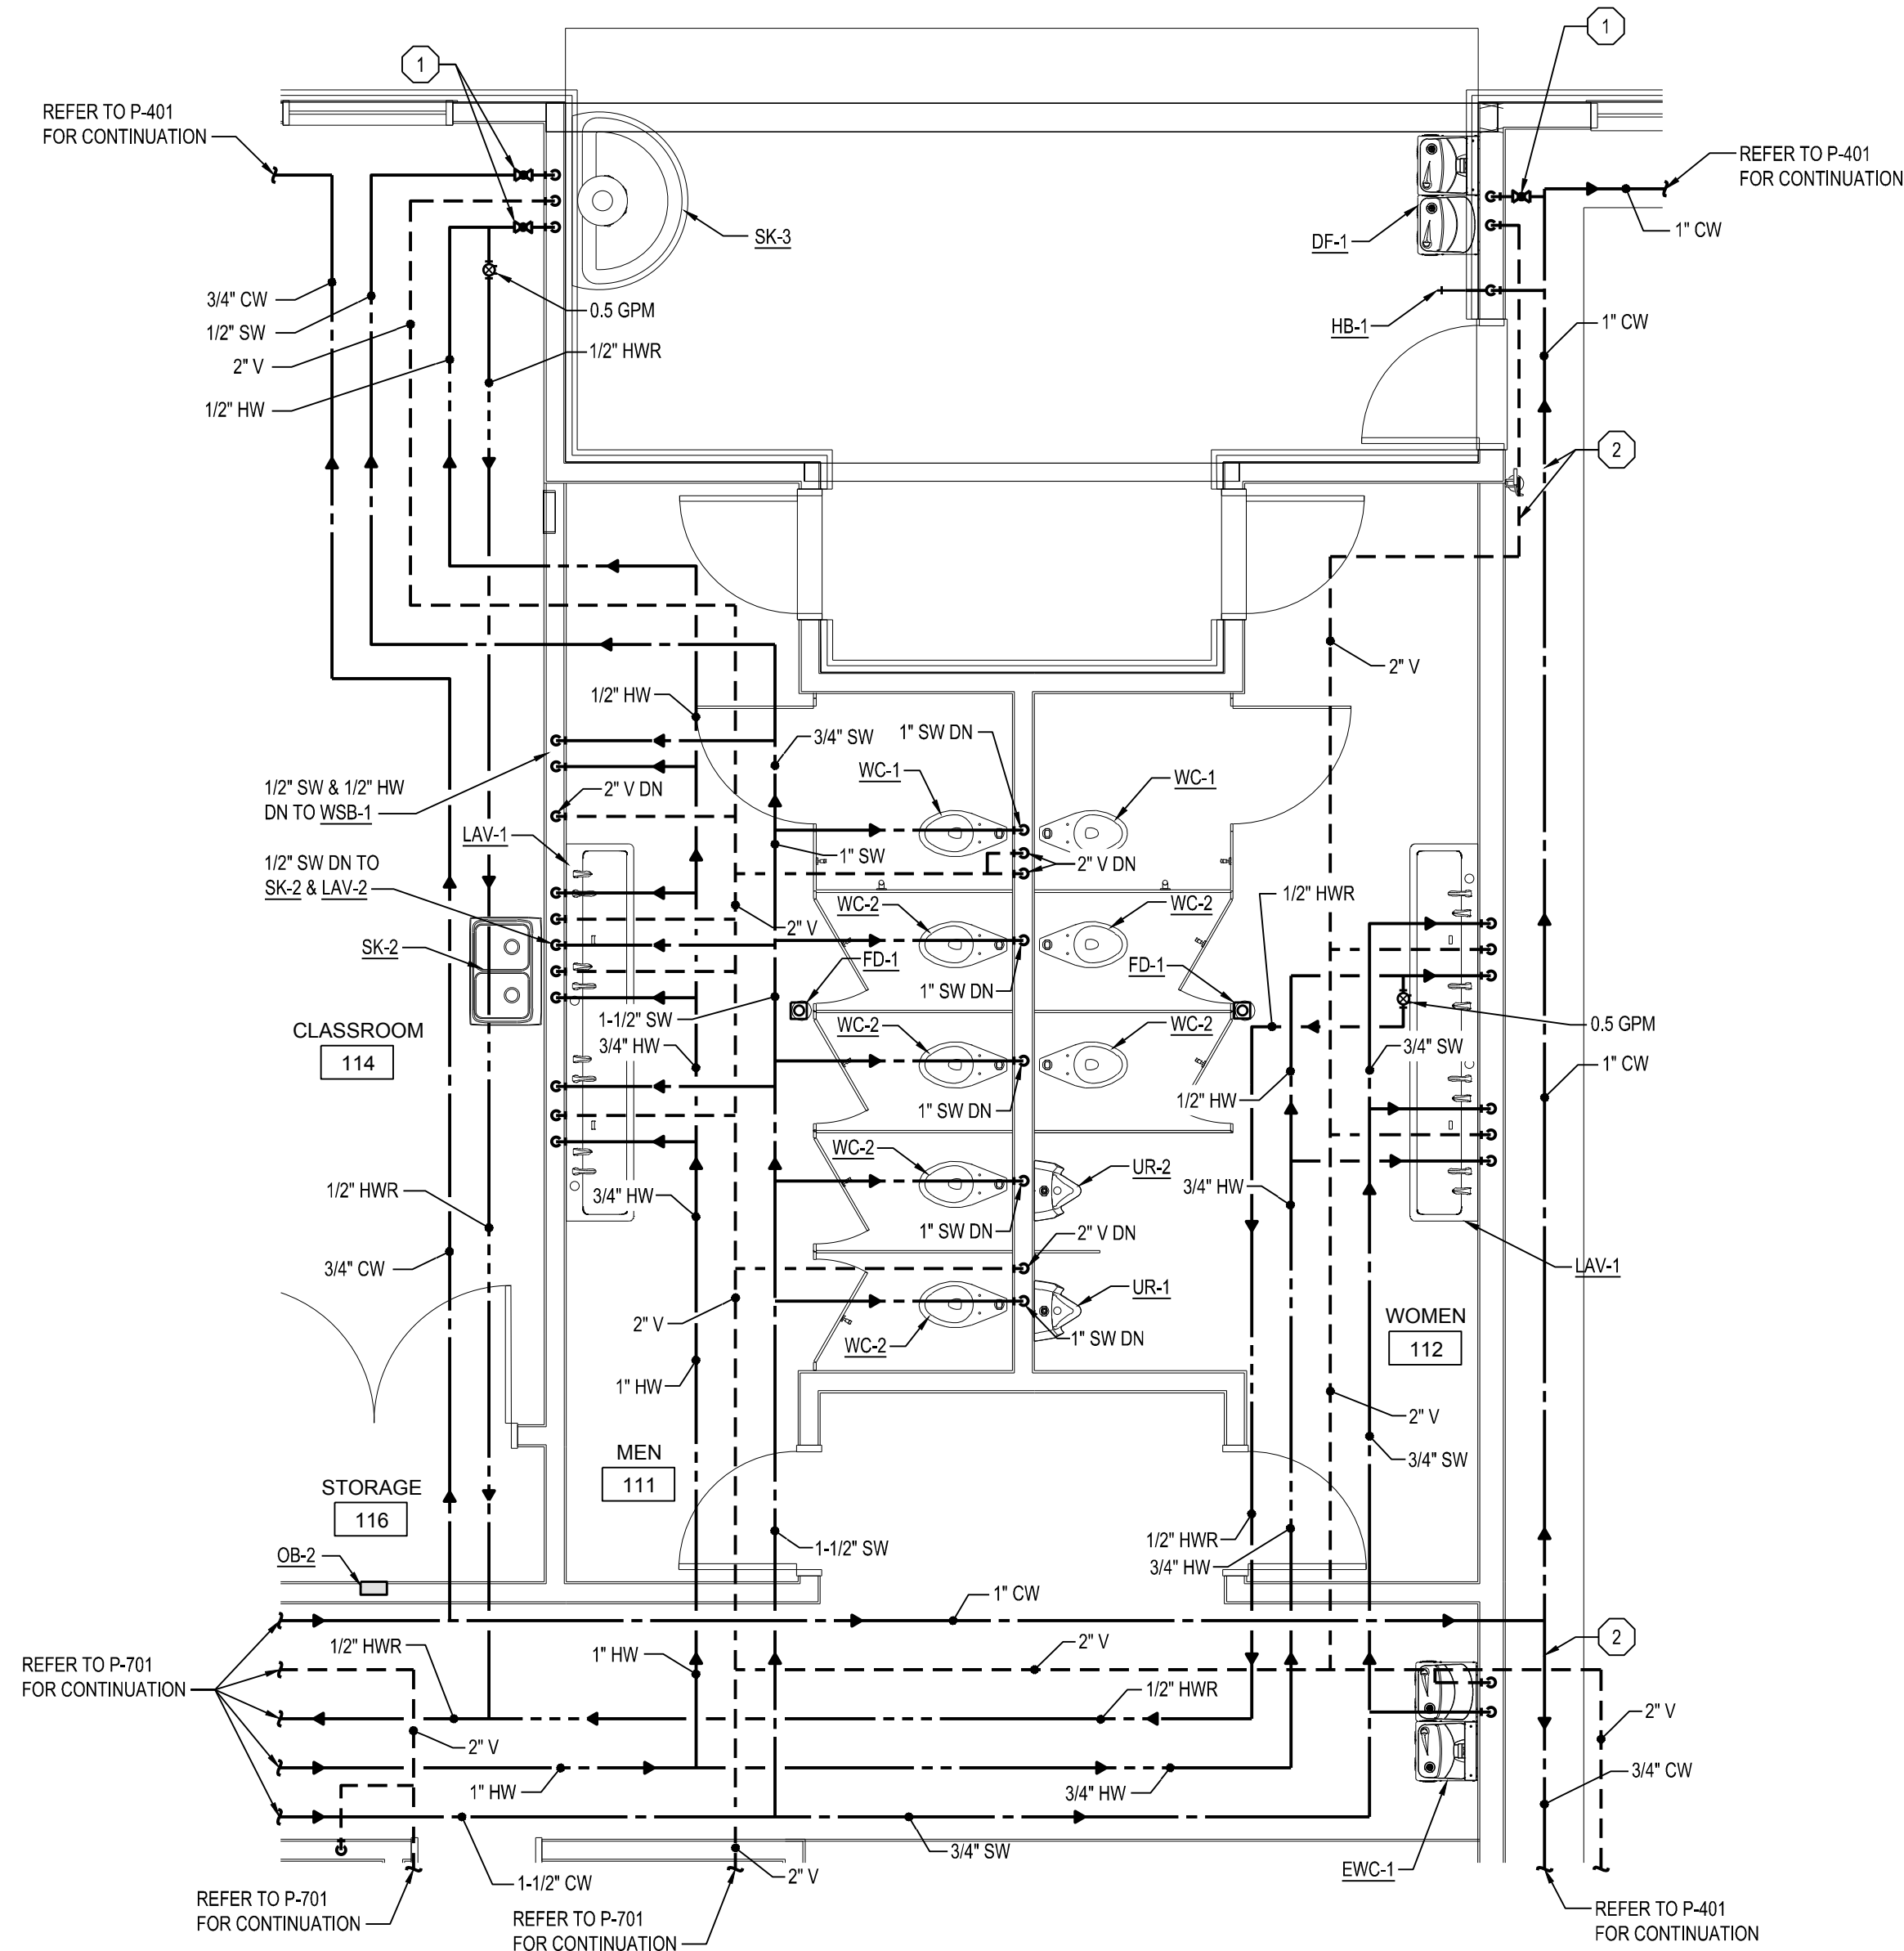 1
1
REFER TO P-401
FOR CONTINUATION
REFER TO P-401
FOR CONTINUATION
1" CW
SK-3
DF-1
3/4" CW
0.5 GPM
1/2" SW
HB-1
1" CW
2" V
1/2" HWR
1/2" HW
2
2" V
1/2" HW
3/4" SW
1" SW DN
WC-1
WC-1
1/2" SW & 1/2" HW
DN TO WSB-1
2" V DN
LAV-1
1" SW
2" V DN
1/2" SW DN TO
SK-2 & LAV-2
WC-2
WC-2
1/2" HWR
2" V
SK-2
FD-1
FD-1
1" SW DN
1-1/2" SW
0.5 GPM
CLASSROOM
114
WC-2
WC-2
3/4" HW
3/4" SW
1" CW
1/2" HW
1" SW DN
WC-2
UR-2
1/2" HWR
3/4" HW
3/4" HW
1" SW DN
2" V DN
3/4" CW
LAV-1
UR-1
2" V
WC-2
1" SW DN
WOMEN
112
1" HW
2" V
MEN
111
3/4" SW
STORAGE
116
1-1/2" SW
1/2" HWR
3/4" HW
OB-2
1" CW
1/2" HWR
1" HW
2" V
2
REFER TO P-701
FOR CONTINUATION
1/2" HWR
2" V
2" V
1" HW
3/4" HW
3/4" CW
3/4" SW
EWC-1
2" V
1-1/2" CW
REFER TO P-701
FOR CONTINUATION
REFER TO P-701
FOR CONTINUATION
REFER TO P-401
FOR CONTINUATION